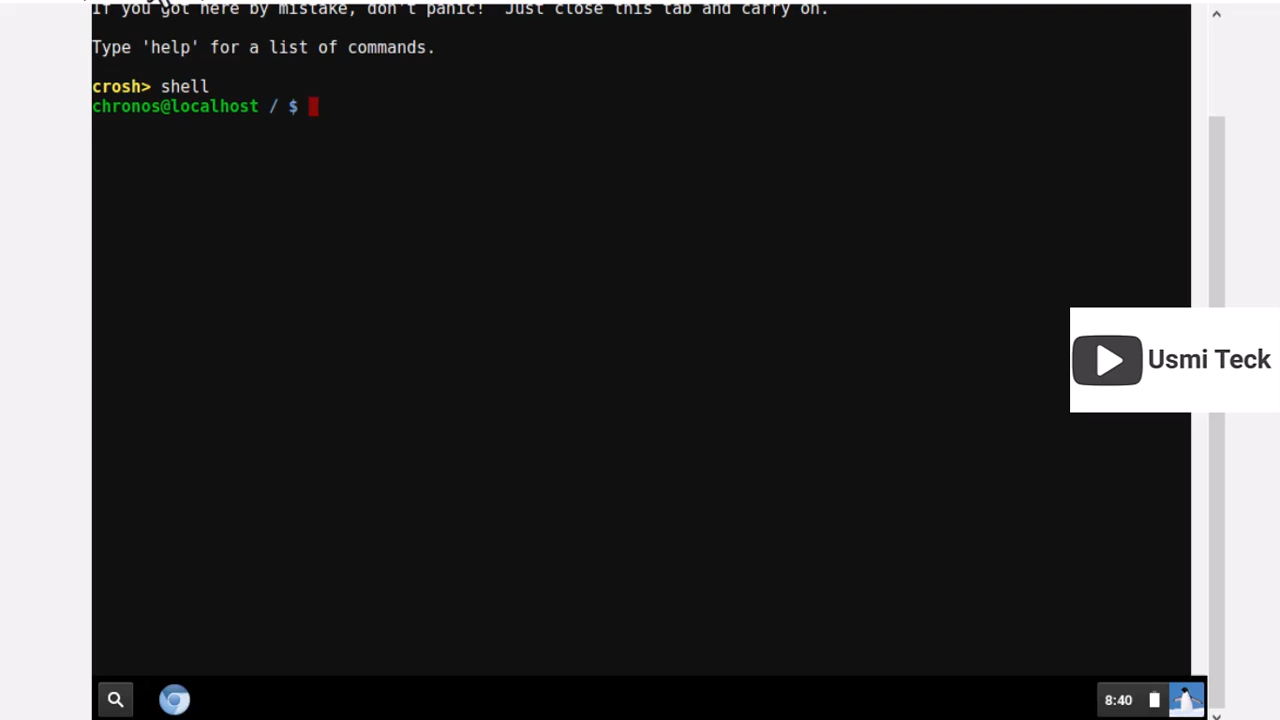 If you got here by mistake, don't panic!  Just close this tab and carry on.
Type 'help' for a list of commands.
crosh> shell
chronos@localhost / $
Usmi Teck
8:40